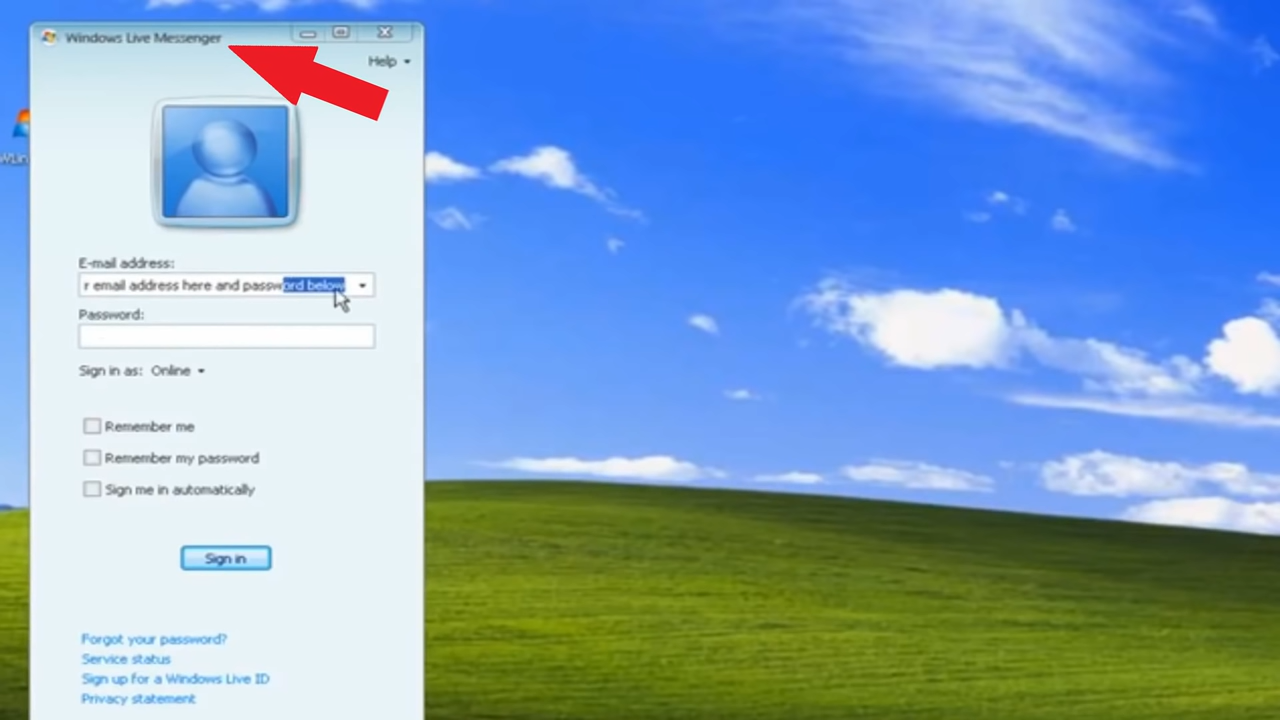 Windows Live Messenger
Help
E-mail address:
r email address here and password below
Password:
Sign in as: Online
Remember me
Remember my password
Sign me in automatically
Sign in
Forgot your password?
Service status
Sign up for a Windows Live ID
Privacy statement